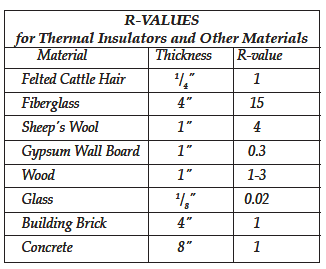 R-VALUES
for Thermal Insulators and Other Materials
Material Thickness R-value
Felted Cattle Hair 1/4" 1
Fiberglass 4" 15
Sheep's Wool 1" 4
Gypsum Wall Board 1" 0.3
Wood 1" 1-3
Glass 1/8" 0.02
Building Brick 4" 1
Concrete 8" 1